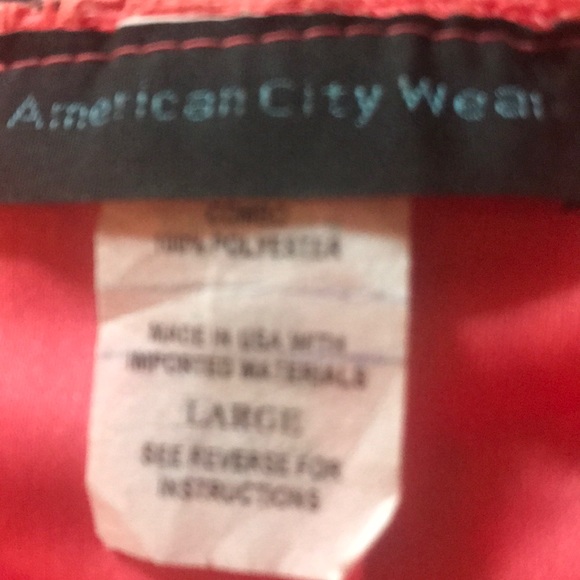 American City Wear
100% POLYESTER
MADE IN USA WITH
IMPORTED MATERIALS
LARGE
SEE REVERSE FOR
INSTRUCTIONS